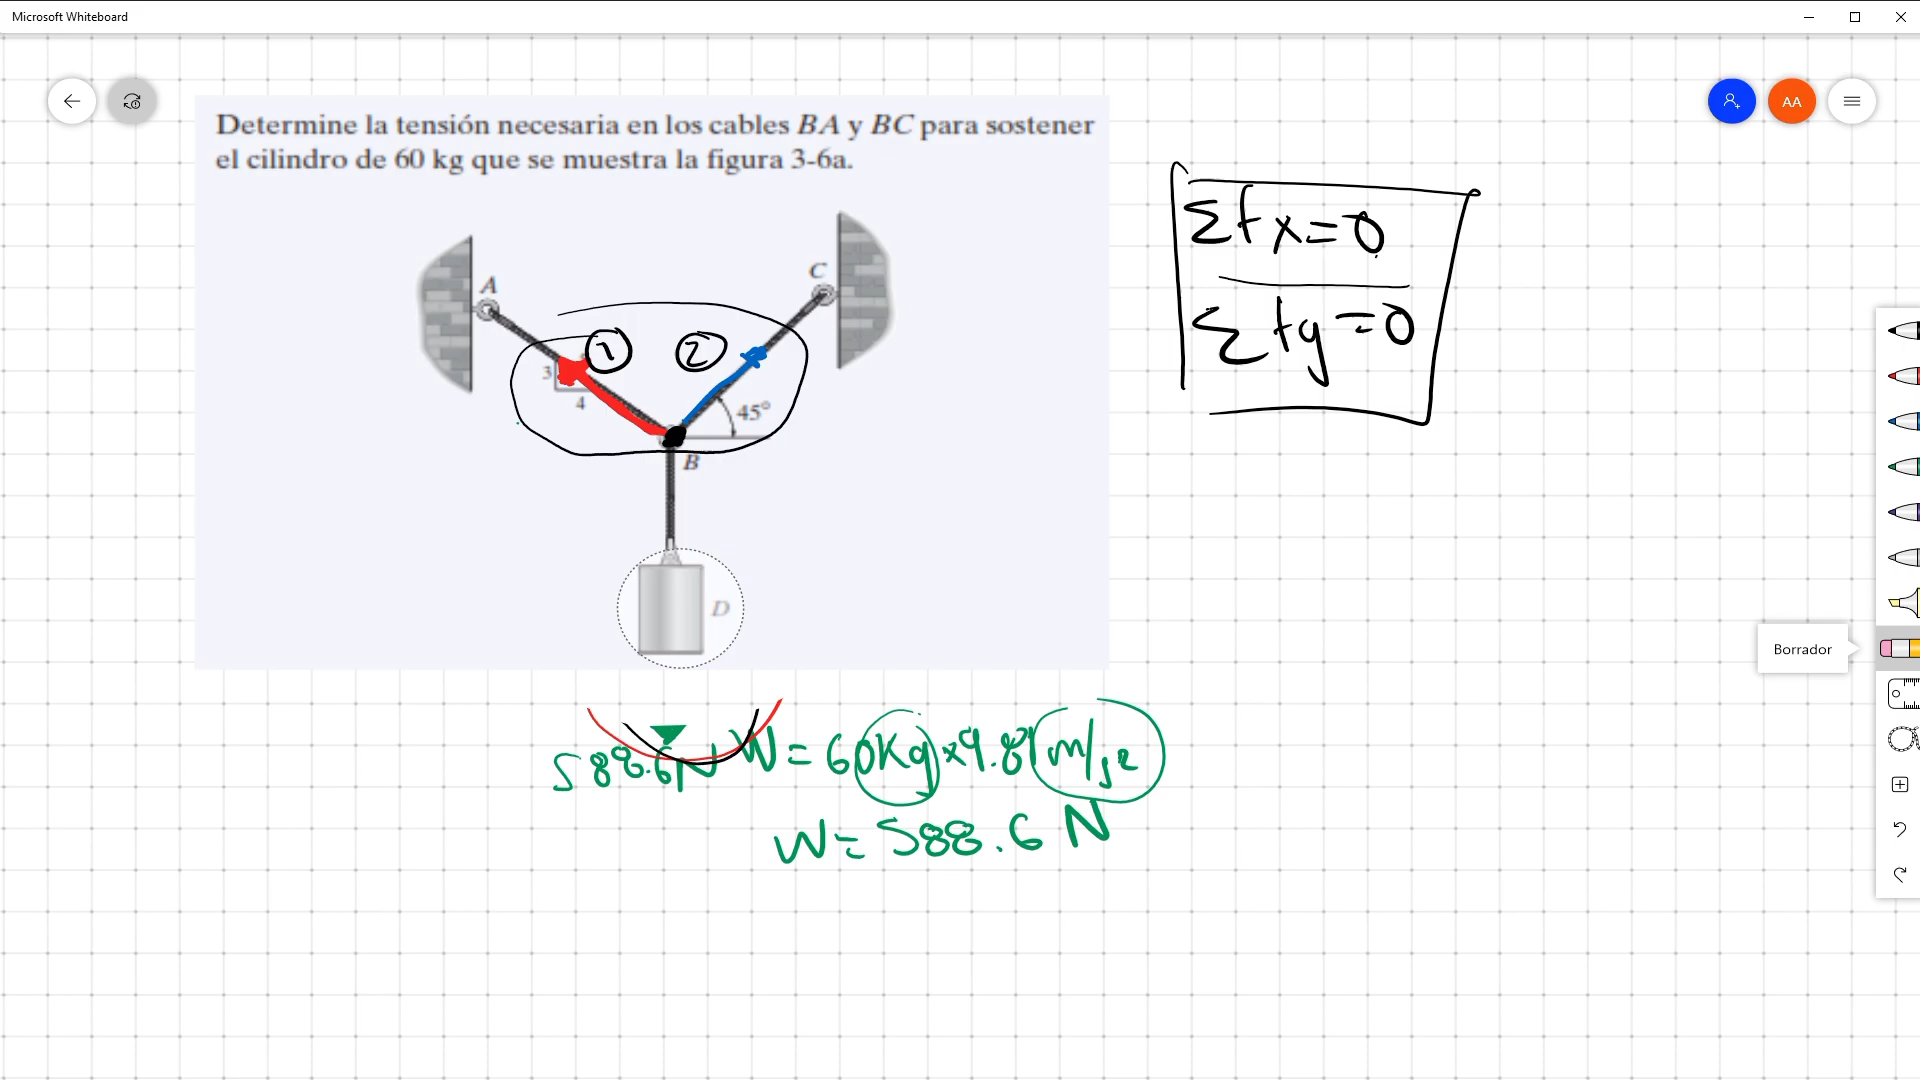 Microsoft Whiteboard
AA
Determine la tensión necesaria en los cables BA y BC para sostener
el cilindro de 60 kg que se muestra la figura 3-6a.
Σfx=0
Σfy=0
A
C
1
2
3
4
45°
B
D
Borrador
588.6N W=60Kg×9.81m/s2
W=588.6 N